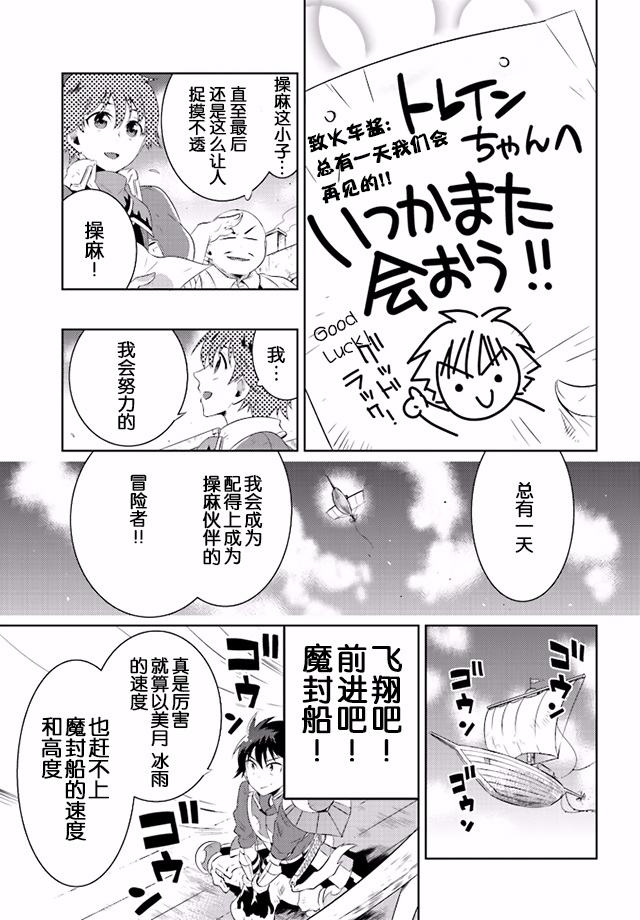 トレイン
ちゃんへ
致火车酱:
总有一天我们会
再见的!!
いつかまた
会おう!!
Good
Luck!
グッド
ラック!
操麻这小子…
直至最后
还是这么让人
捉摸不透
操麻!
我…
我会努力的
总有一天
我会成为
配得上成为
操麻伙伴的
冒险者!!
ゴウン
ゴウン
飞翔吧!
前进吧!
魔封船!
ゴウン
ゴウン
真是厉害
就算以美月 冰雨
的速度
也赶不上
魔封船的速度
和高度